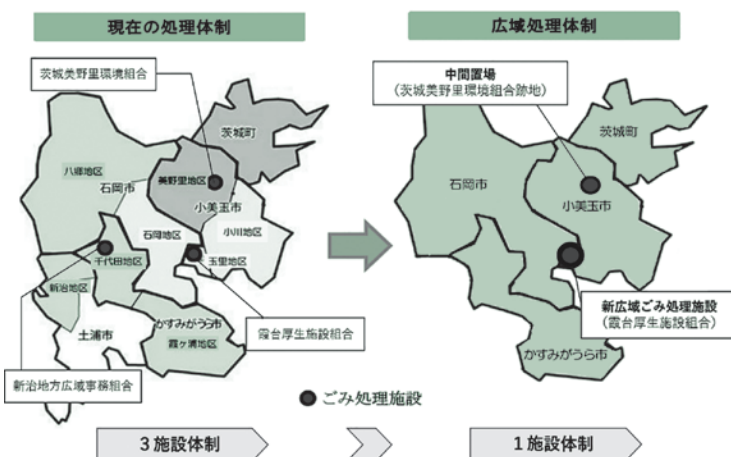 現在の処理体制
広域処理体制
茨城美野里環境組合
中間置場
(茨城美野里環境組合跡地)
茨城町
茨城町
八郷地区
石岡市
美野里地区
小美玉市
石岡地区
小川地区
玉里地区
千代田地区
新治地区
土浦市
かすみがうら市
霞ヶ浦地区
霞台厚生施設組合
新治地方広域事務組合
石岡市
小美玉市
新広域ごみ処理施設
(霞台厚生施設組合)
かすみがうら市
ごみ処理施設
3施設体制
1施設体制